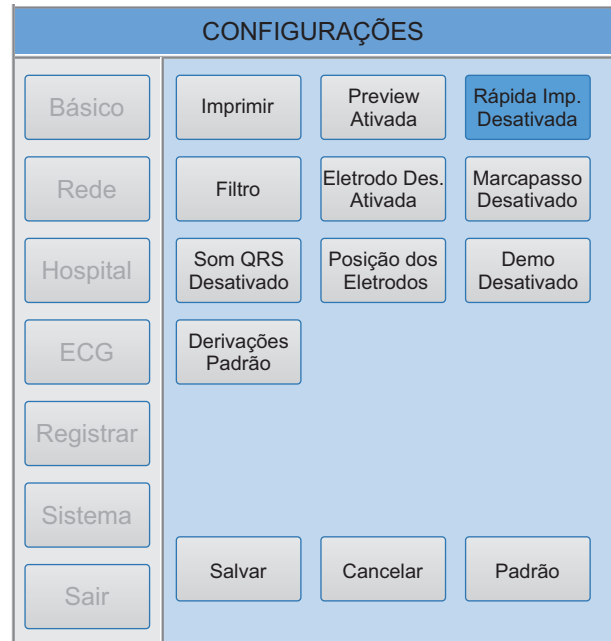 CONFIGURAÇÕES
Básico
Rede
Hospital
ECG
Registrar
Sistema
Sair
Imprimir
Preview
Ativada
Rápida Imp.
Desativada
Filtro
Eletrodo Des.
Ativada
Marcapasso
Desativado
Som QRS
Desativado
Posição dos
Eletrodos
Demo
Desativado
Derivações
Padrão
Salvar
Cancelar
Padrão